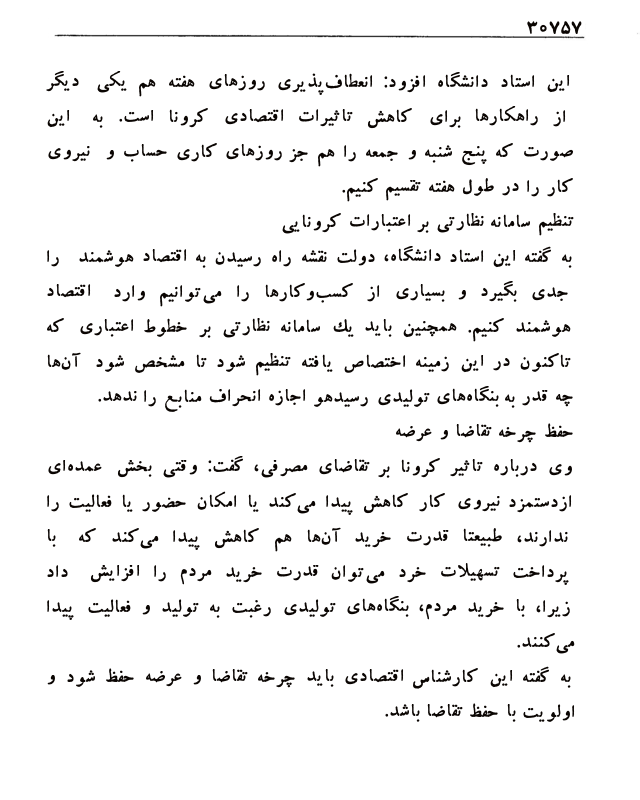 ۳۰۷۵۷
این استاد دانشگاه افزود: انعطاف‌پذیری روزهای هفته هم یکی دیگر
از راهکارها برای کاهش تاثیرات اقتصادی کرونا است. به این
صورت که پنج شنبه و جمعه را هم جز روزهای کاری حساب و نیروی
کار را در طول هفته تقسیم کنیم.
تنظیم سامانه نظارتی بر اعتبارات کرونایی
به گفته این استاد دانشگاه، دولت نقشه راه رسیدن به اقتصاد هوشمند را
جدی بگیرد و بسیاری از کسب‌وکارها را می‌توانیم وارد اقتصاد
هوشمند کنیم. همچنین باید یك سامانه نظارتی بر خطوط اعتباری که
تاکنون در این زمینه اختصاص یافته تنظیم شود تا مشخص شود آن‌ها
چه قدر به بنگاه‌های تولیدی رسیدهو اجازه انحراف منابع را ندهد.
حفظ چرخه تقاضا و عرضه
وی درباره تاثیر کرونا بر تقاضای مصرفی، گفت: وقتی بخش عمده‌ای
ازدستمزد نیروی کار کاهش پیدا می‌کند یا امکان حضور یا فعالیت را
ندارند، طبیعتا قدرت خرید آن‌ها هم کاهش پیدا می‌کند که با
پرداخت تسهیلات خرد می‌توان قدرت خرید مردم را افزایش داد
زیرا، با خرید مردم، بنگاه‌های تولیدی رغبت به تولید و فعالیت پیدا
می‌کنند.
به گفته این کارشناس اقتصادی باید چرخه تقاضا و عرضه حفظ شود و
اولویت با حفظ تقاضا باشد.